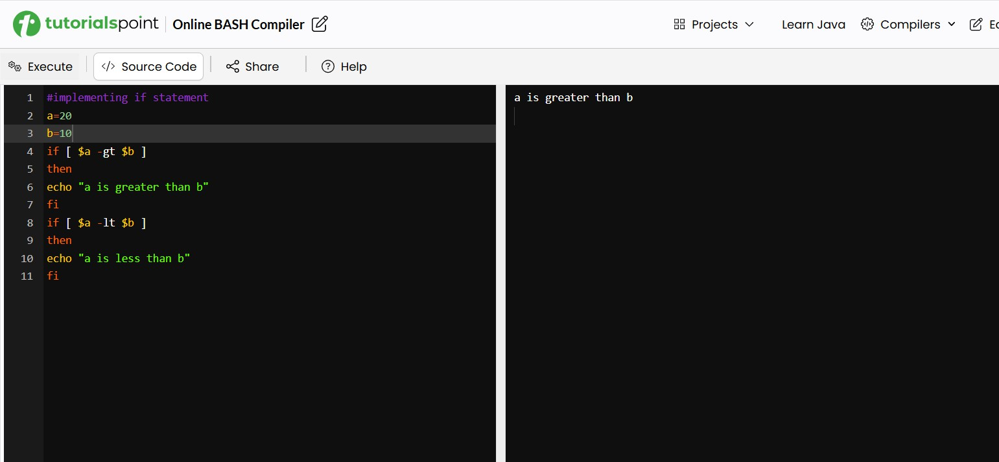 tutorialspoint Online BASH Compiler Projects Learn Java Compilers
Execute </> Source Code Share Help
1 #implementing if statement
2 a=20
3 b=10
4 if [ $a -gt $b ]
5 then
6 echo "a is greater than b"
7 fi
8 if [ $a -lt $b ]
9 then
10 echo "a is less than b"
11 fi
a is greater than b